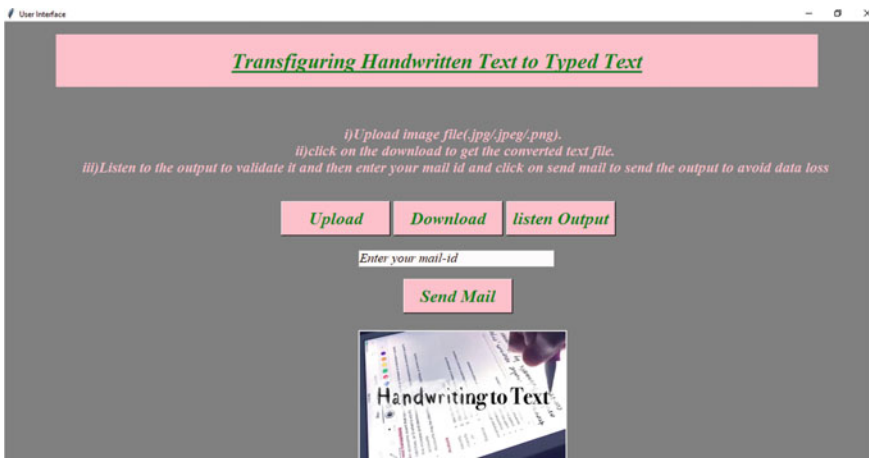 User Interface
Transfiguring Handwritten Text to Typed Text
i)Upload image file(.jpg/.jpeg/.png).
ii)click on the download to get the converted text file.
iii)Listen to the output to validate it and then enter your mail id and click on send mail to send the output to avoid data loss
Upload Download listen Output
Enter your mail-id
Send Mail
Handwriting to Text